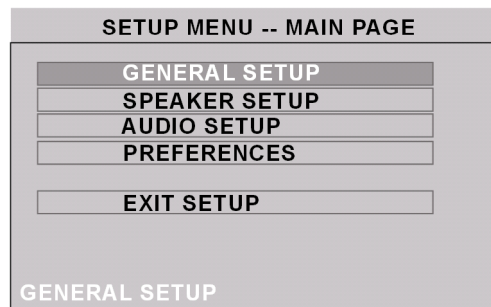 SETUP MENU -- MAIN PAGE
GENERAL SETUP
SPEAKER SETUP
AUDIO SETUP
PREFERENCES
EXIT SETUP
GENERAL SETUP